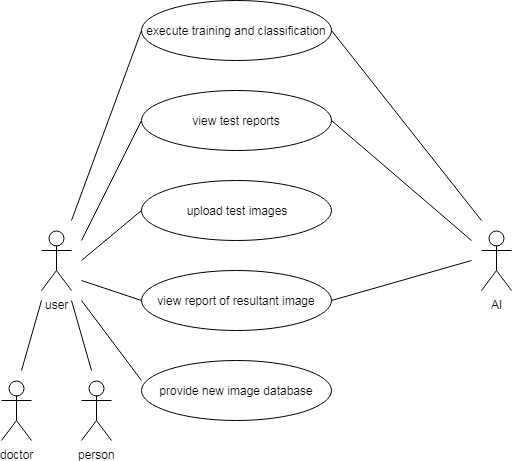 execute training and classification
view test reports
upload test images
user
view report of resultant image
AI
provide new image database
doctor
person